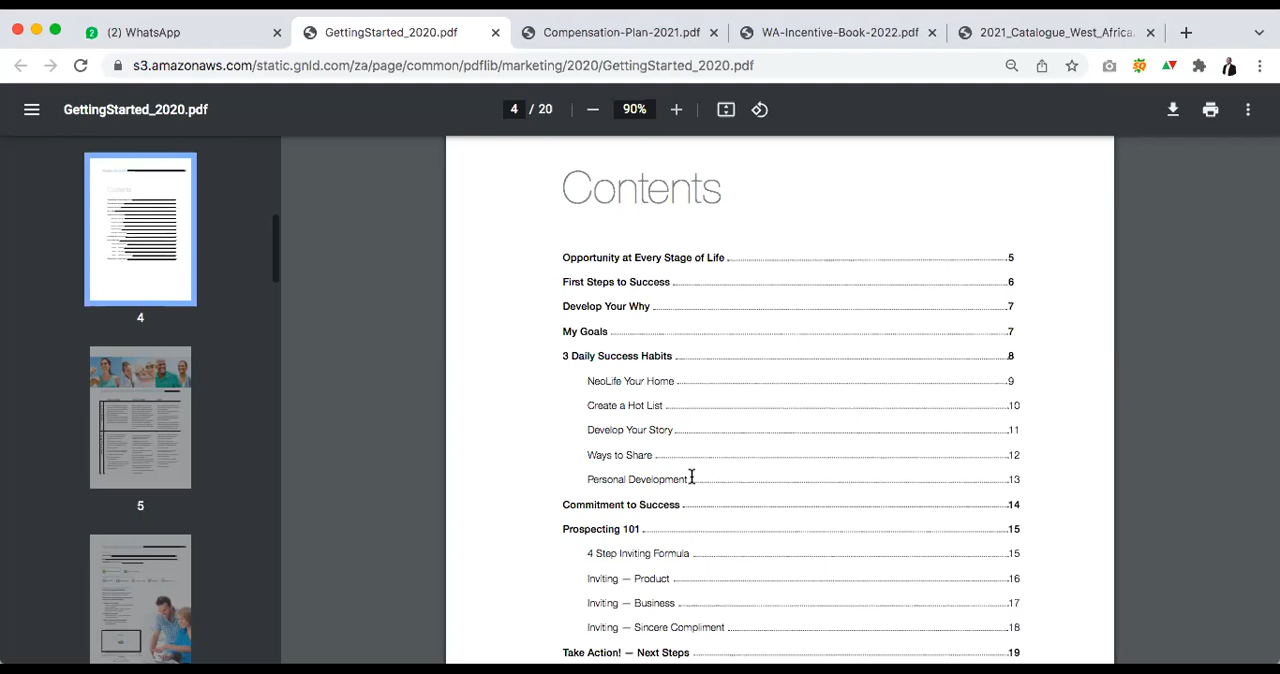 2
(2) WhatsApp
GettingStarted_2020.pdf
Compensation-Plan-2021.pdf
WA-Incentive-Book-2022.pdf
2021_Catalogue_West_Africa.
s3.amazonaws.com/static.gnld.com/za/page/common/pdflib/marketing/2020/GettingStarted_2020.pdf
GettingStarted_2020.pdf
4 / 20
90%
Contents
Opportunity at Every Stage of Life 5
First Steps to Success 6
Develop Your Why 7
My Goals 7
3 Daily Success Habits 8
NeoLife Your Home 9
Create a Hot List 10
Develop Your Story 11
Ways to Share 12
Personal Development 13
Commitment to Success 14
Prospecting 101 15
4 Step Inviting Formula 15
Inviting — Product 16
Inviting — Business 17
Inviting — Sincere Compliment 18
Take Action! — Next Steps 19
4
5